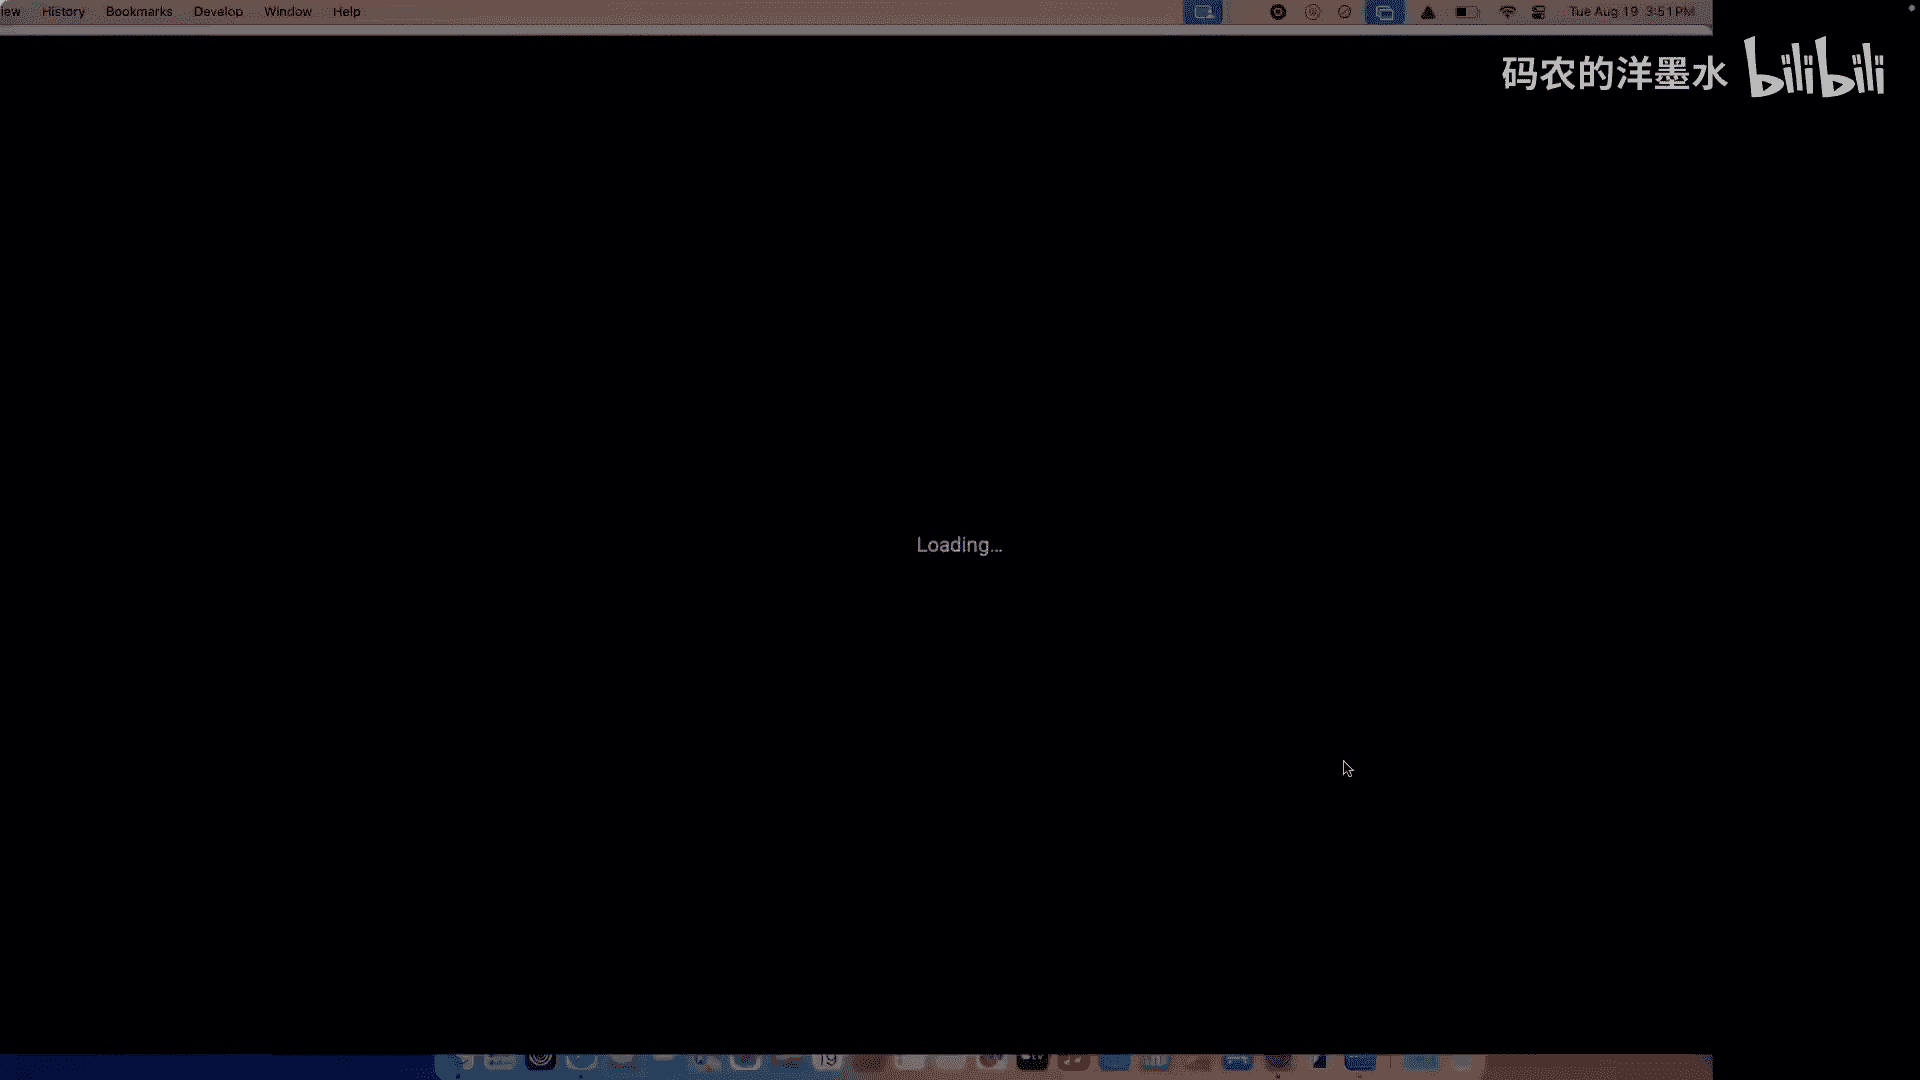 iew History Bookmarks Develop Window Help Tue Aug 19 3:51 PM
码农的洋墨水 bilibili
Loading...
19